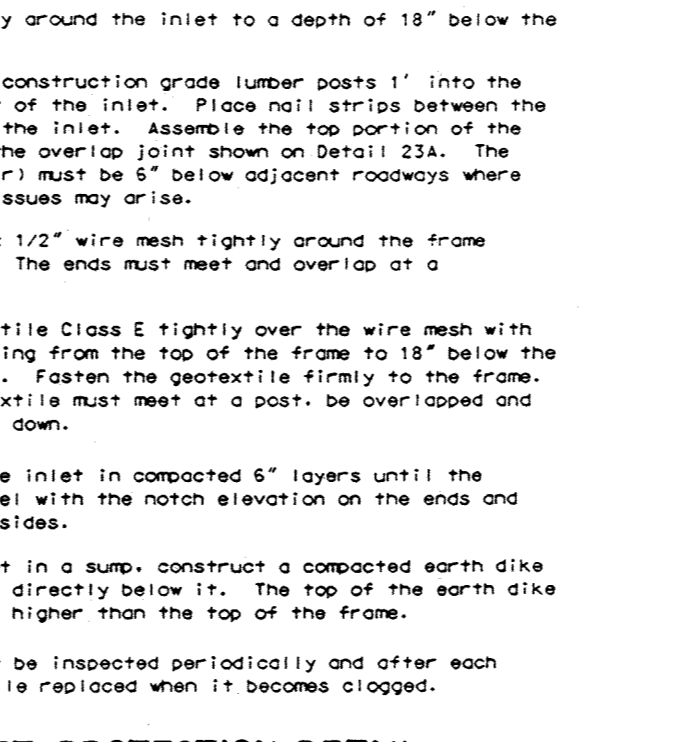 y around the inlet to a depth of 18" below the
construction grade lumber posts 1' into the
of the inlet. Place nail strips between the
the inlet. Assemble the top portion of the
he overlap joint shown on Detail 23A. The
r) must be 6" below adjacent roadways where
ssues may arise.
1/2" wire mesh tightly around the frame
The ends must meet and overlap at a
tile Class E tightly over the wire mesh with
ing from the top of the frame to 18" below the
. Fasten the geotextile firmly to the frame.
xtile must meet at a post. be overlapped and
down.
e inlet in compacted 6" layers until the
el with the notch elevation on the ends and
sides.
t in a sump. construct a compacted earth dike
directly below it. The top of the earth dike
higher than the top of the frame.
be inspected periodically and after each
le replaced when it becomes clogged.